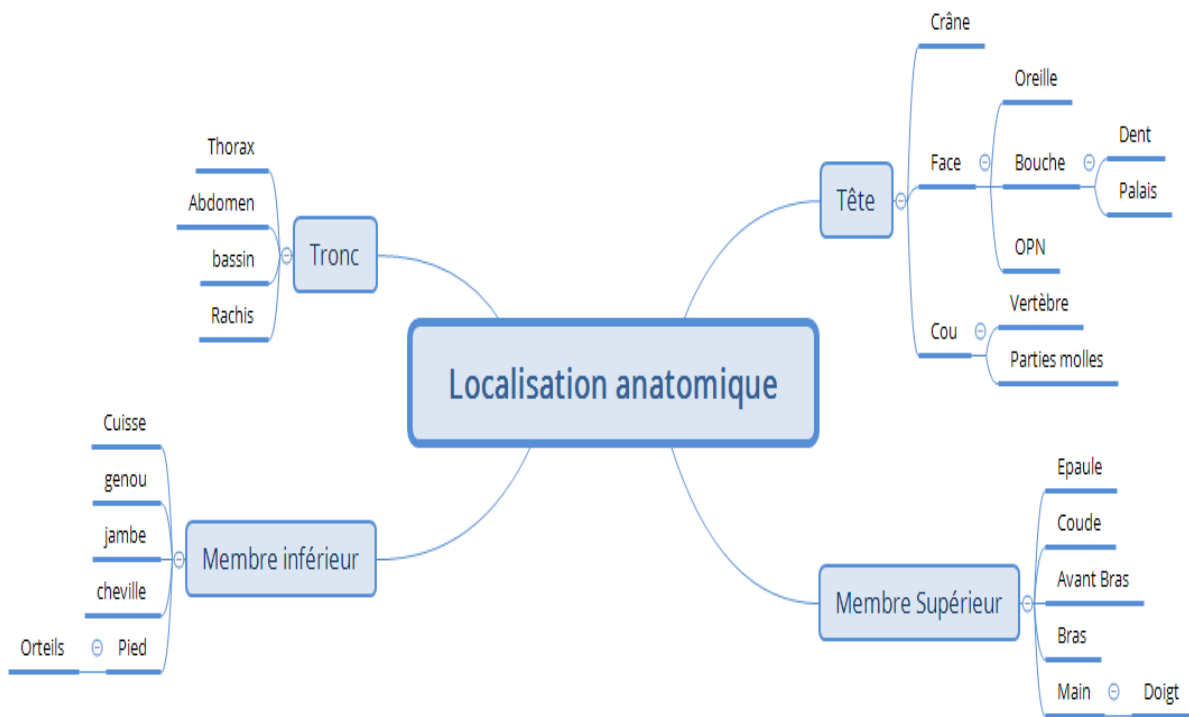 Localisation anatomique
Tête
Crâne
Face
Oreille
Bouche
Dent
Palais
OPN
Cou
Vertèbre
Parties molles
Membre Supérieur
Epaule
Coude
Avant Bras
Bras
Main
Doigt
Membre inférieur
Cuisse
genou
jambe
cheville
Pied
Orteils
Tronc
Thorax
Abdomen
bassin
Rachis